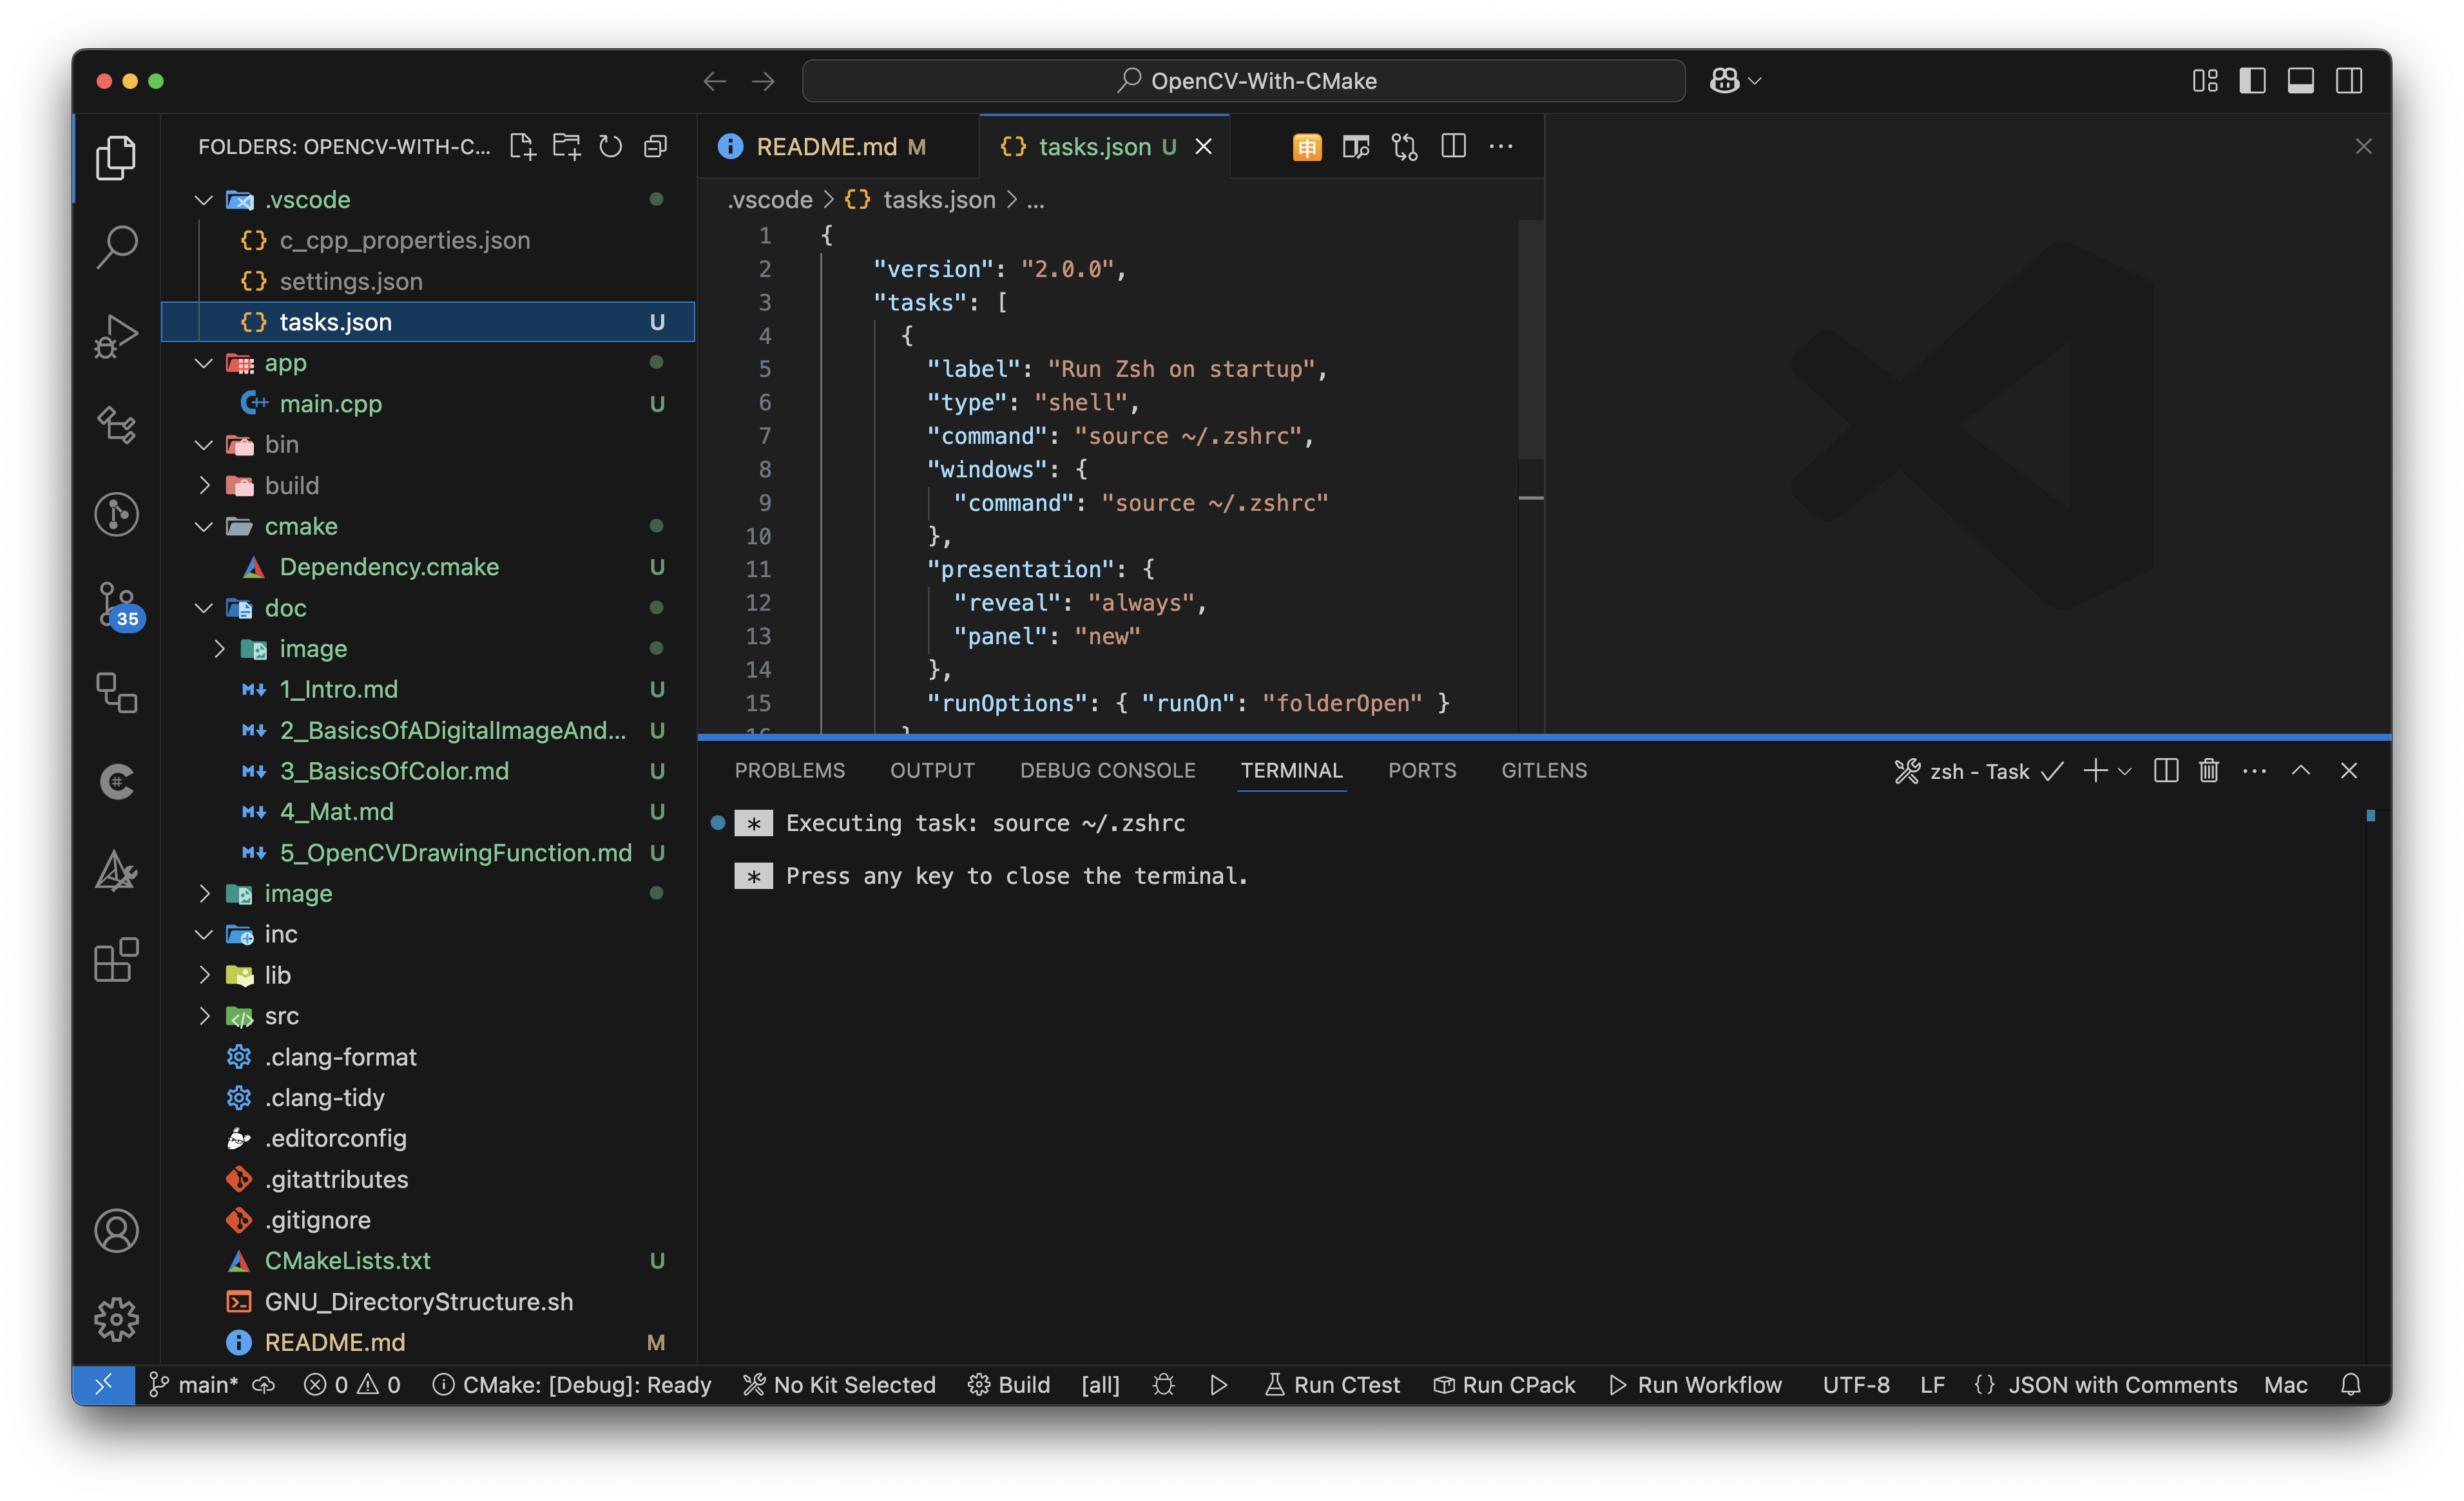 OpenCV-With-CMake
FOLDERS: OPENCV-WITH-C...
.vscode
c_cpp_properties.json
settings.json
tasks.json U
app
main.cpp U
bin
build
cmake
Dependency.cmake U
doc
image
1_Intro.md U
2_BasicsOfADigitalImageAnd... U
3_BasicsOfColor.md U
4_Mat.md U
5_OpenCVDrawingFunction.md U
image
inc
lib
src
.clang-format
.clang-tidy
.editorconfig
.gitattributes
.gitignore
CMakeLists.txt U
GNU_DirectoryStructure.sh
README.md M
35
README.md M
tasks.json U
申
.vscode > {} tasks.json > ...
1 {
2 "version": "2.0.0",
3 "tasks": [
4 {
5 "label": "Run Zsh on startup",
6 "type": "shell",
7 "command": "source ~/.zshrc",
8 "windows": {
9 "command": "source ~/.zshrc"
10 },
11 "presentation": {
12 "reveal": "always",
13 "panel": "new"
14 },
15 "runOptions": { "runOn": "folderOpen" }
16 }
PROBLEMS OUTPUT DEBUG CONSOLE TERMINAL PORTS GITLENS
zsh - Task
* Executing task: source ~/.zshrc
* Press any key to close the terminal.
main* 0 0 CMake: [Debug]: Ready No Kit Selected Build [all] Run CTest Run CPack Run Workflow UTF-8 LF {} JSON with Comments Mac